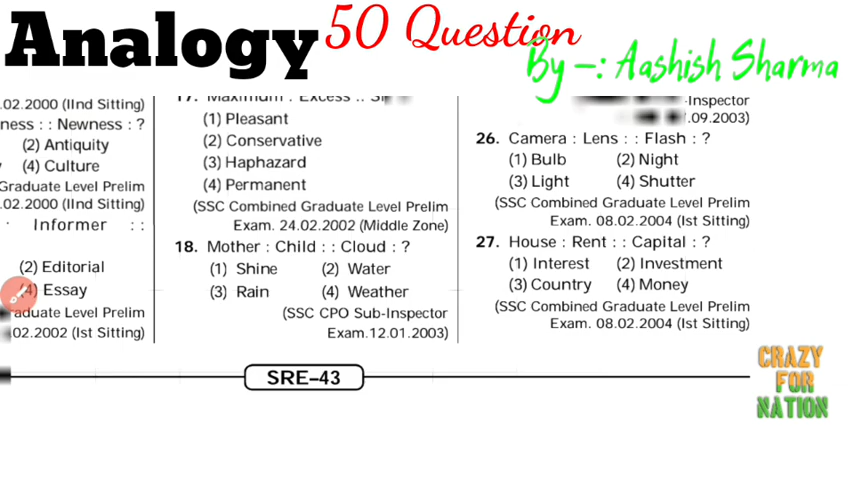 Analogy 50 Question
By -: Aashish Sharma
.02.2000 (IInd Sitting)
ness : : Newness : ?
(2) Antiquity
(4) Culture
Graduate Level Prelim
.02.2000 (IInd Sitting)
Informer : :
(2) Editorial
(4) Essay
aduate Level Prelim
02.2002 (Ist Sitting)
17. Maximum : Excess ::
(1) Pleasant
(2) Conservative
(3) Haphazard
(4) Permanent
(SSC Combined Graduate Level Prelim
Exam. 24.02.2002 (Middle Zone)
18. Mother : Child : : Cloud : ?
(1) Shine (2) Water
(3) Rain (4) Weather
(SSC CPO Sub-Inspector
Exam.12.01.2003)
-Inspector
.09.2003)
26. Camera : Lens : : Flash : ?
(1) Bulb (2) Night
(3) Light (4) Shutter
(SSC Combined Graduate Level Prelim
Exam. 08.02.2004 (Ist Sitting)
27. House : Rent : : Capital : ?
(1) Interest (2) Investment
(3) Country (4) Money
(SSC Combined Graduate Level Prelim
Exam. 08.02.2004 (Ist Sitting)
SRE–43
CRAZY
FOR
NATION